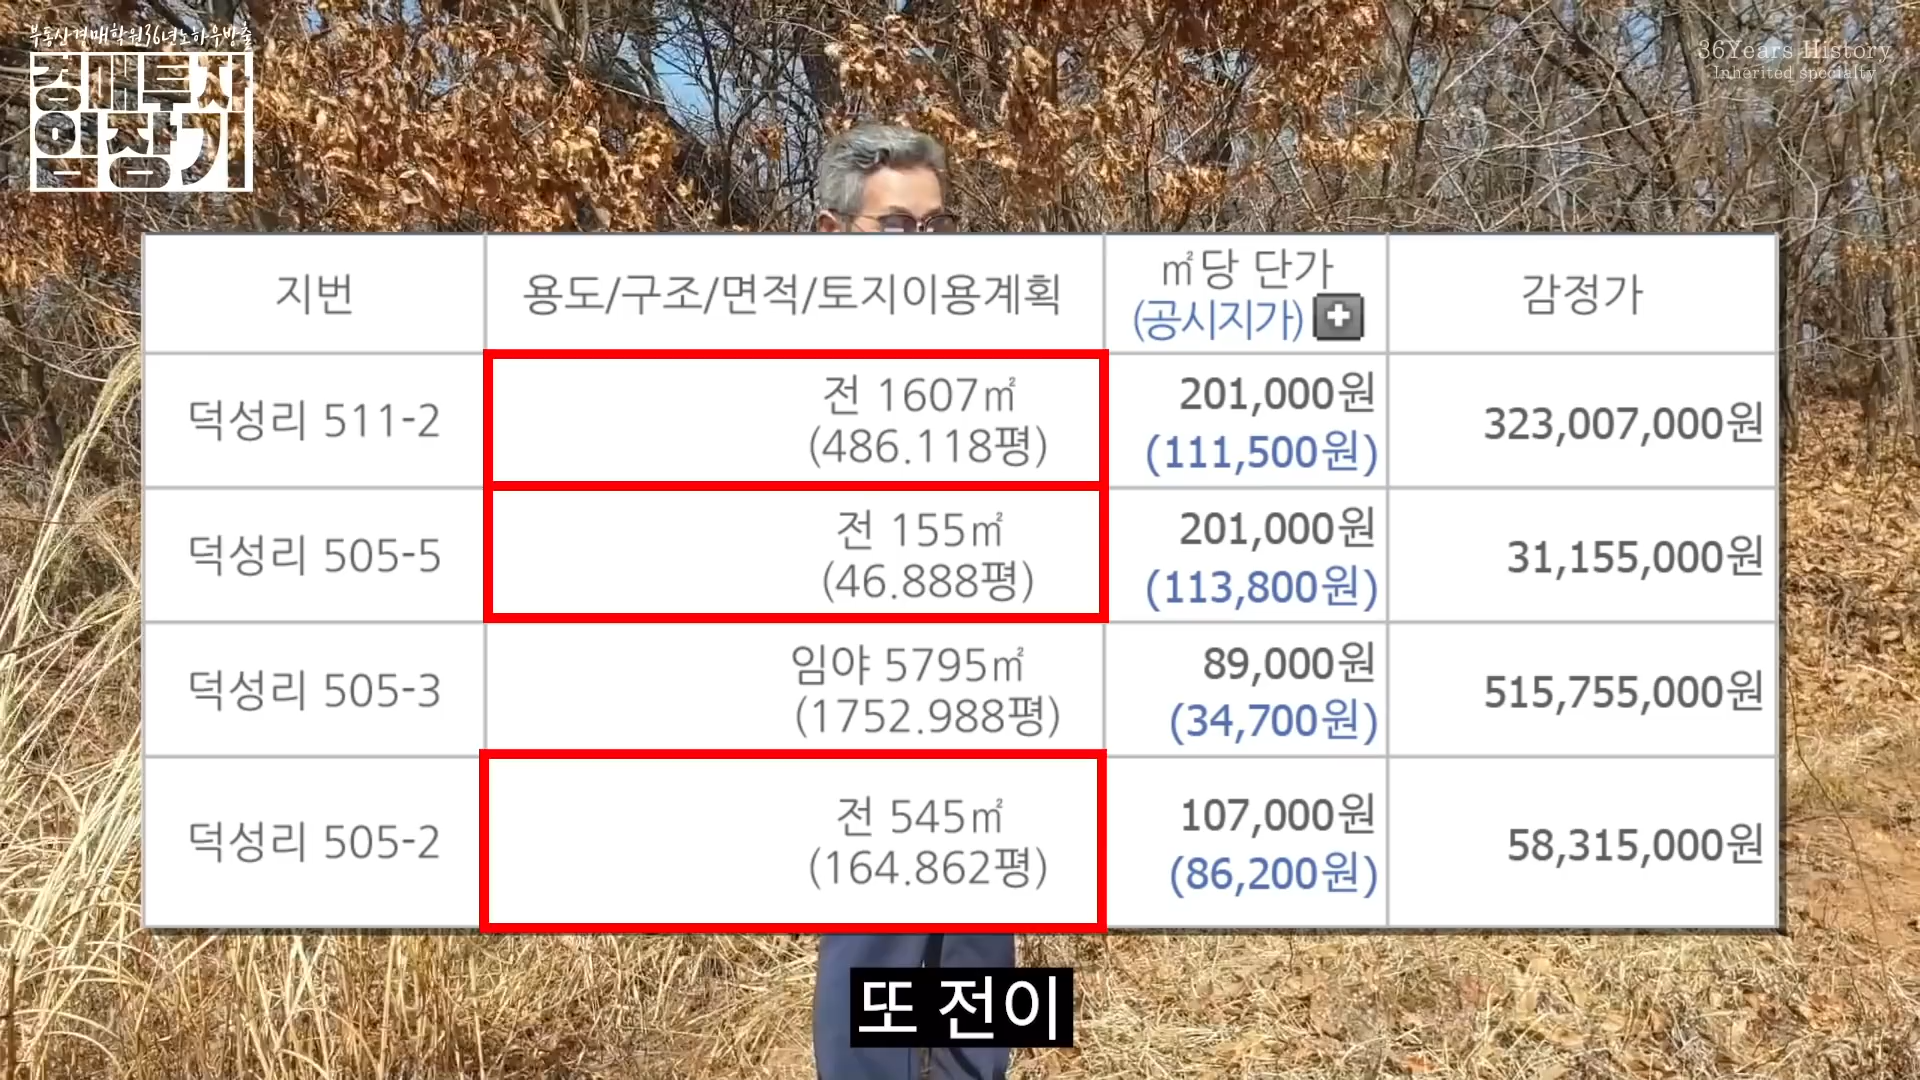 부동산경매학원36년노하우방출
경매투자
임장기
36Years History
Inherited specialty
지번
용도/구조/면적/토지이용계획
㎡당 단가
(공시지가)
감정가
덕성리 511-2
전 1607㎡
(486.118평)
201,000원
(111,500원)
323,007,000원
덕성리 505-5
전 155㎡
(46.888평)
201,000원
(113,800원)
31,155,000원
덕성리 505-3
임야 5795㎡
(1752.988평)
89,000원
(34,700원)
515,755,000원
덕성리 505-2
전 545㎡
(164.862평)
107,000원
(86,200원)
58,315,000원
또 전이